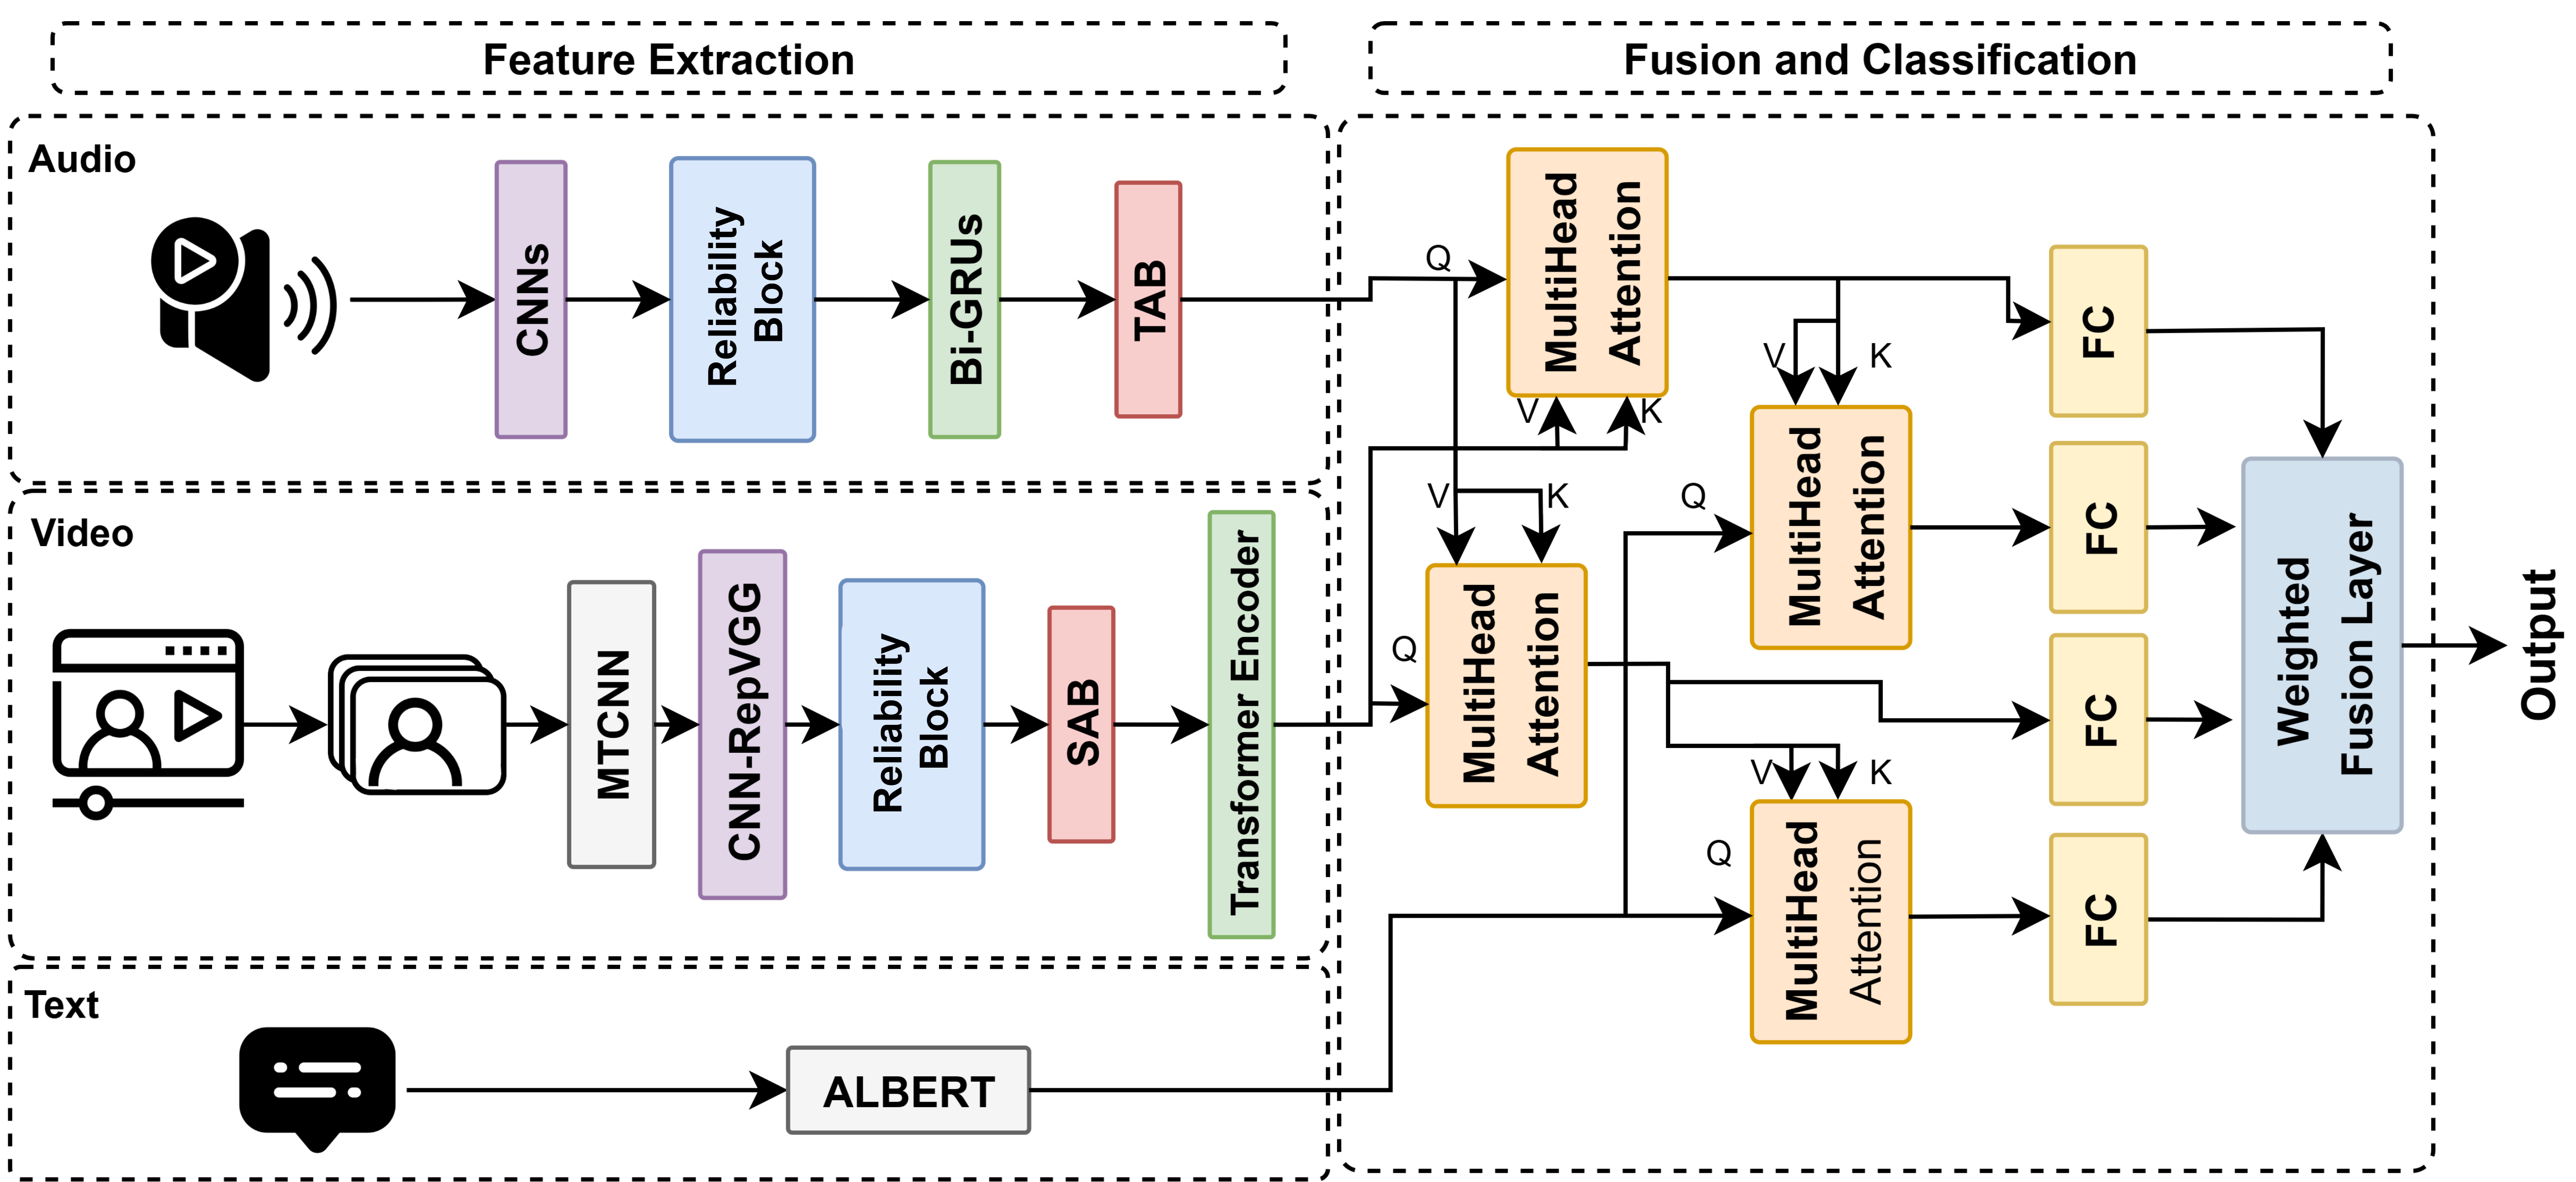 Feature Extraction
Fusion and Classification
Audio
CNNs
Reliability
Block
Bi-GRUs
TAB
Video
MTCNN
CNN-RepVGG
Reliability
Block
SAB
Transformer Encoder
Text
ALBERT
Q
MultiHead
Attention
V
K
V
K
Q
MultiHead
Attention
V
K
Q
MultiHead
Attention
V
K
Q
MultiHead
Attention
FC
FC
FC
FC
Weighted
Fusion Layer
Output